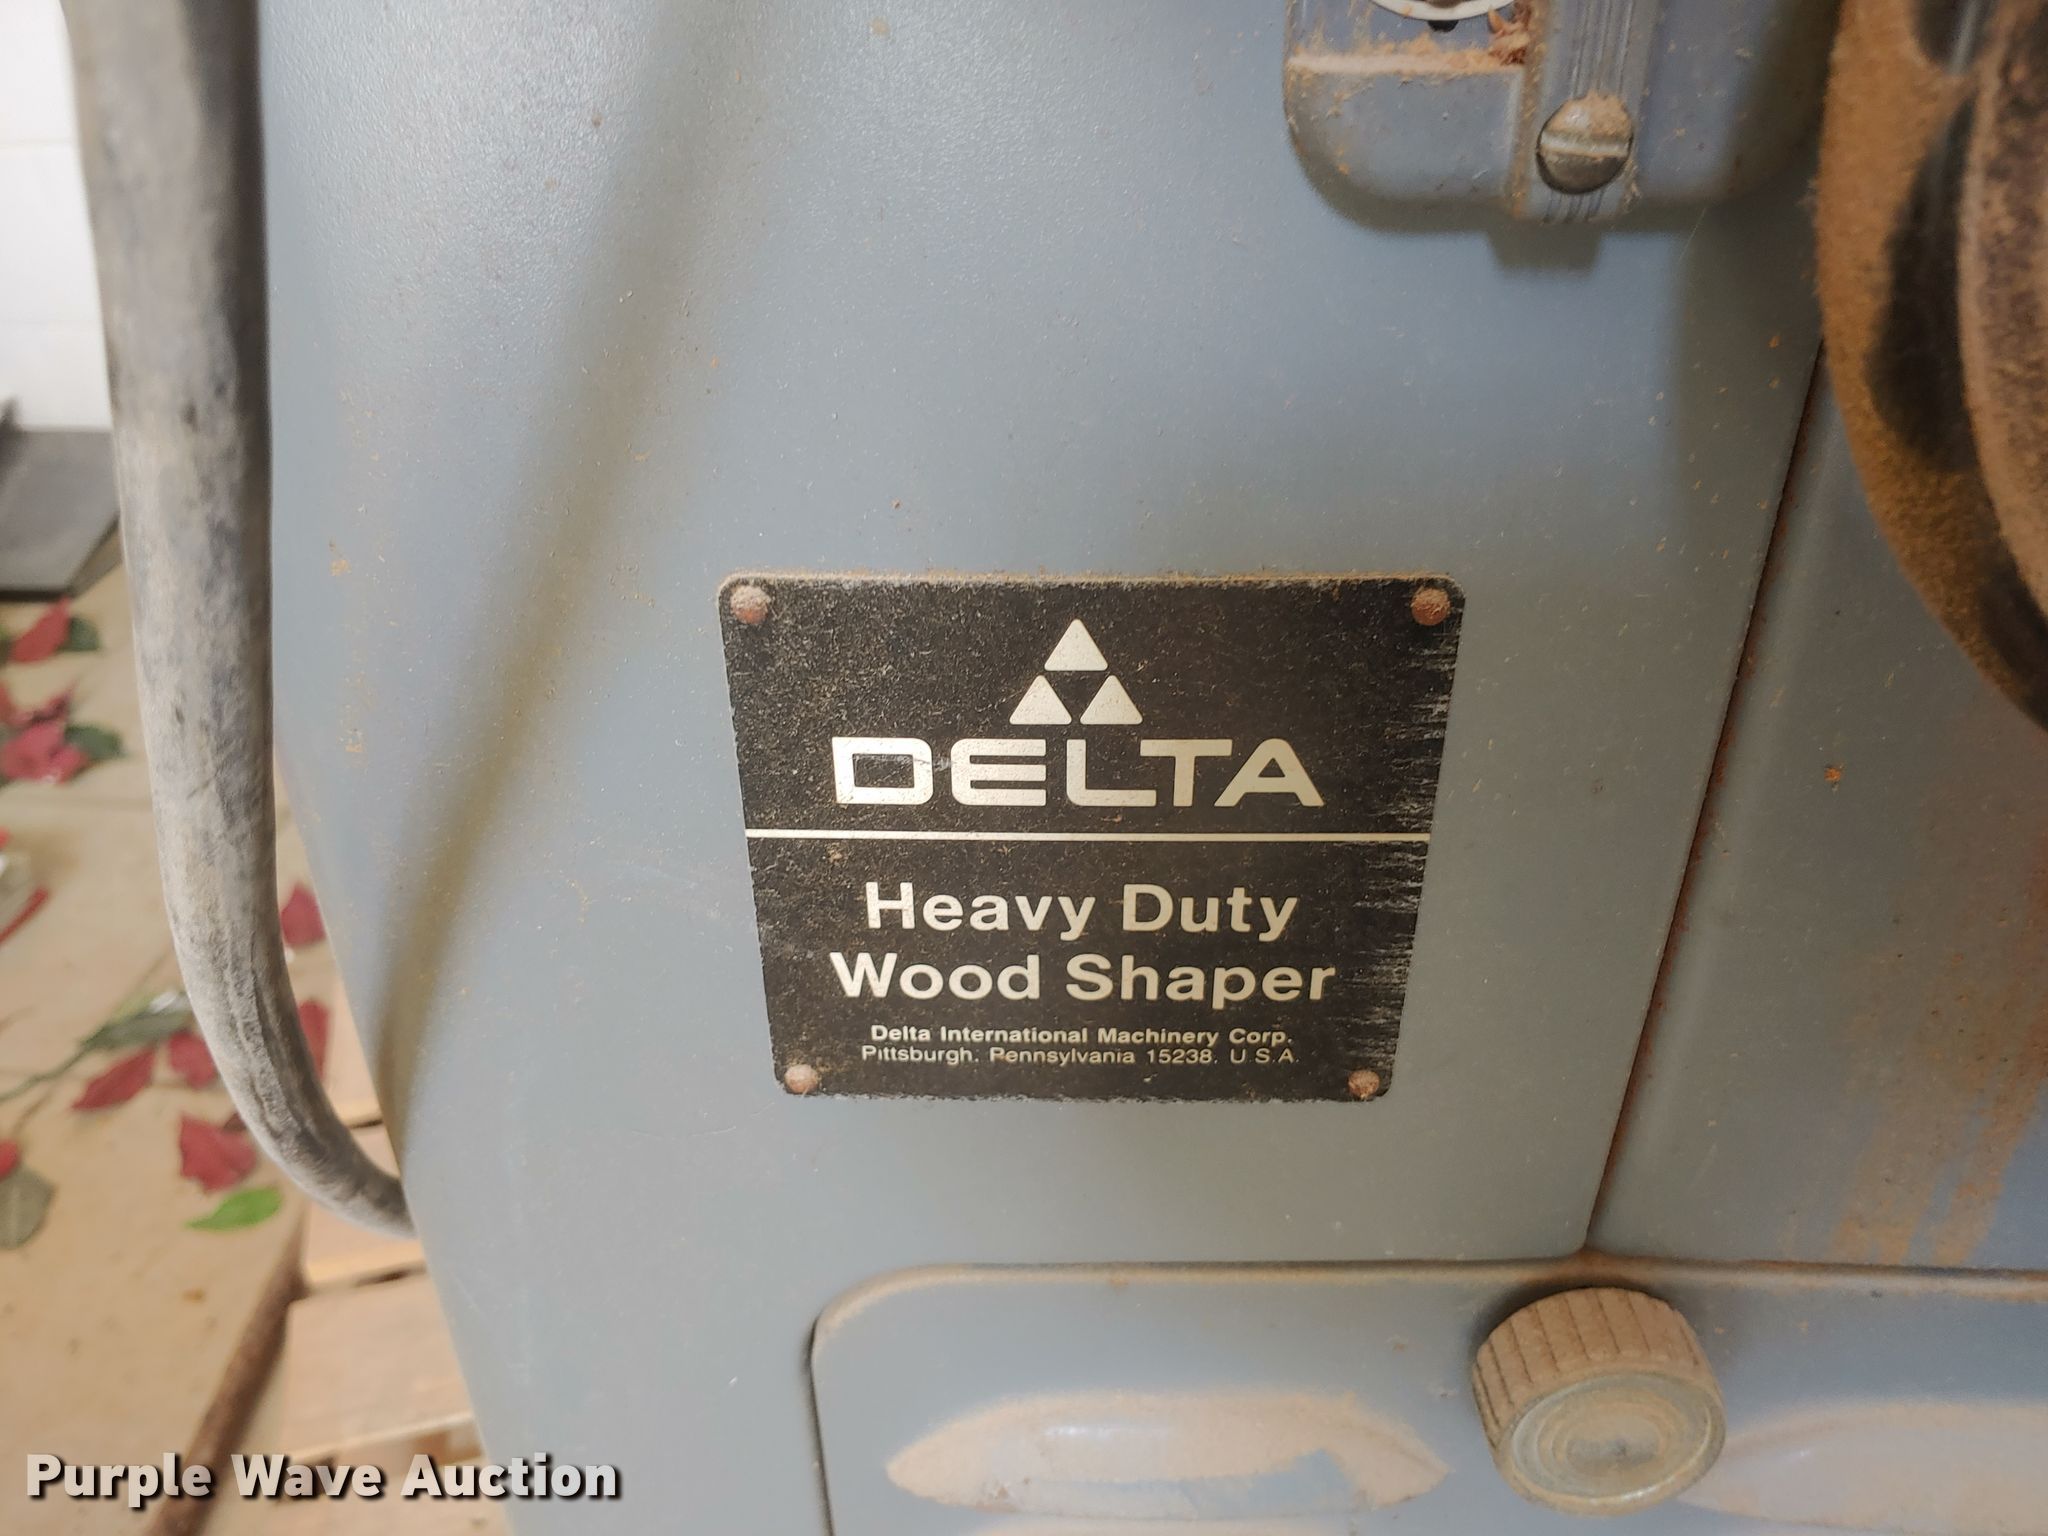 DELTA
Heavy Duty
Wood Shaper
Delta International Machinery Corp.
Pittsburgh, Pennsylvania 15238, U.S.A.
Purple Wave Auction